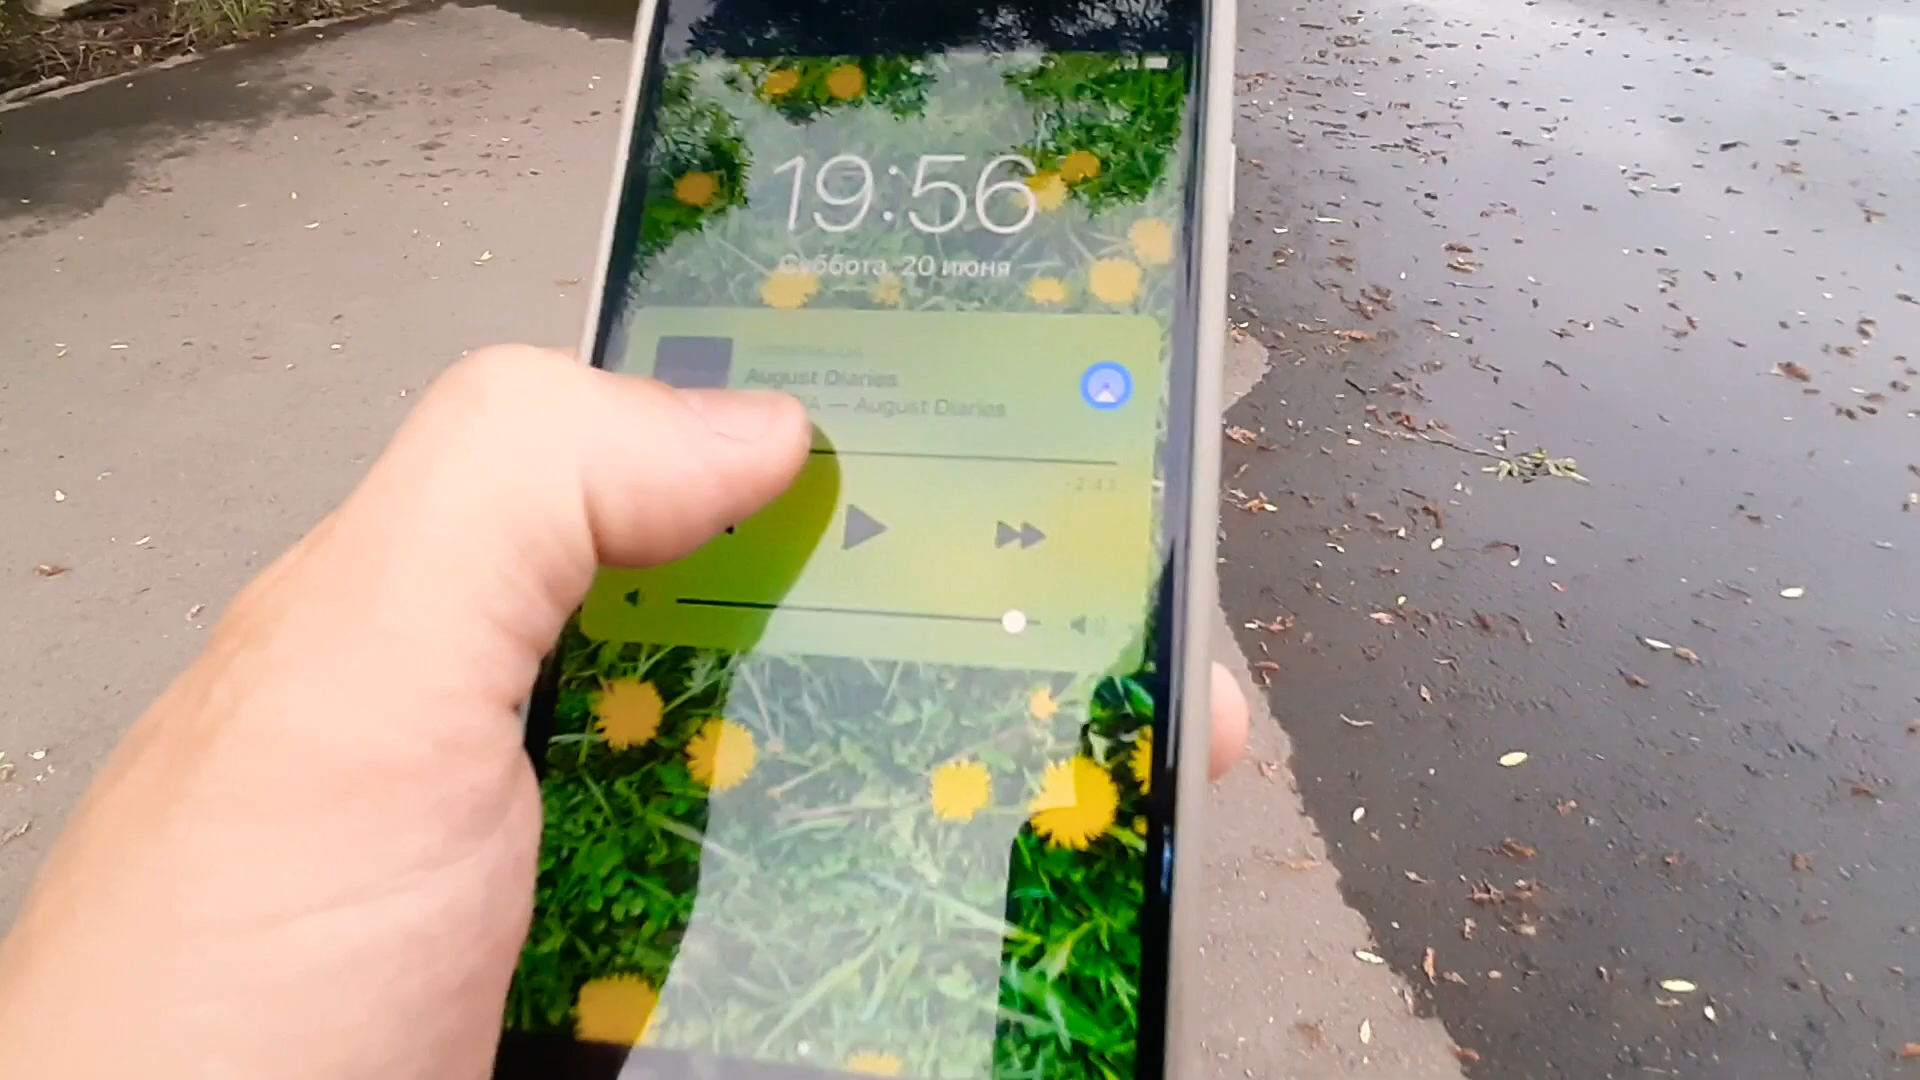 19:56
Суббота, 20 июня
August Diaries
A — August Diaries
-2:43